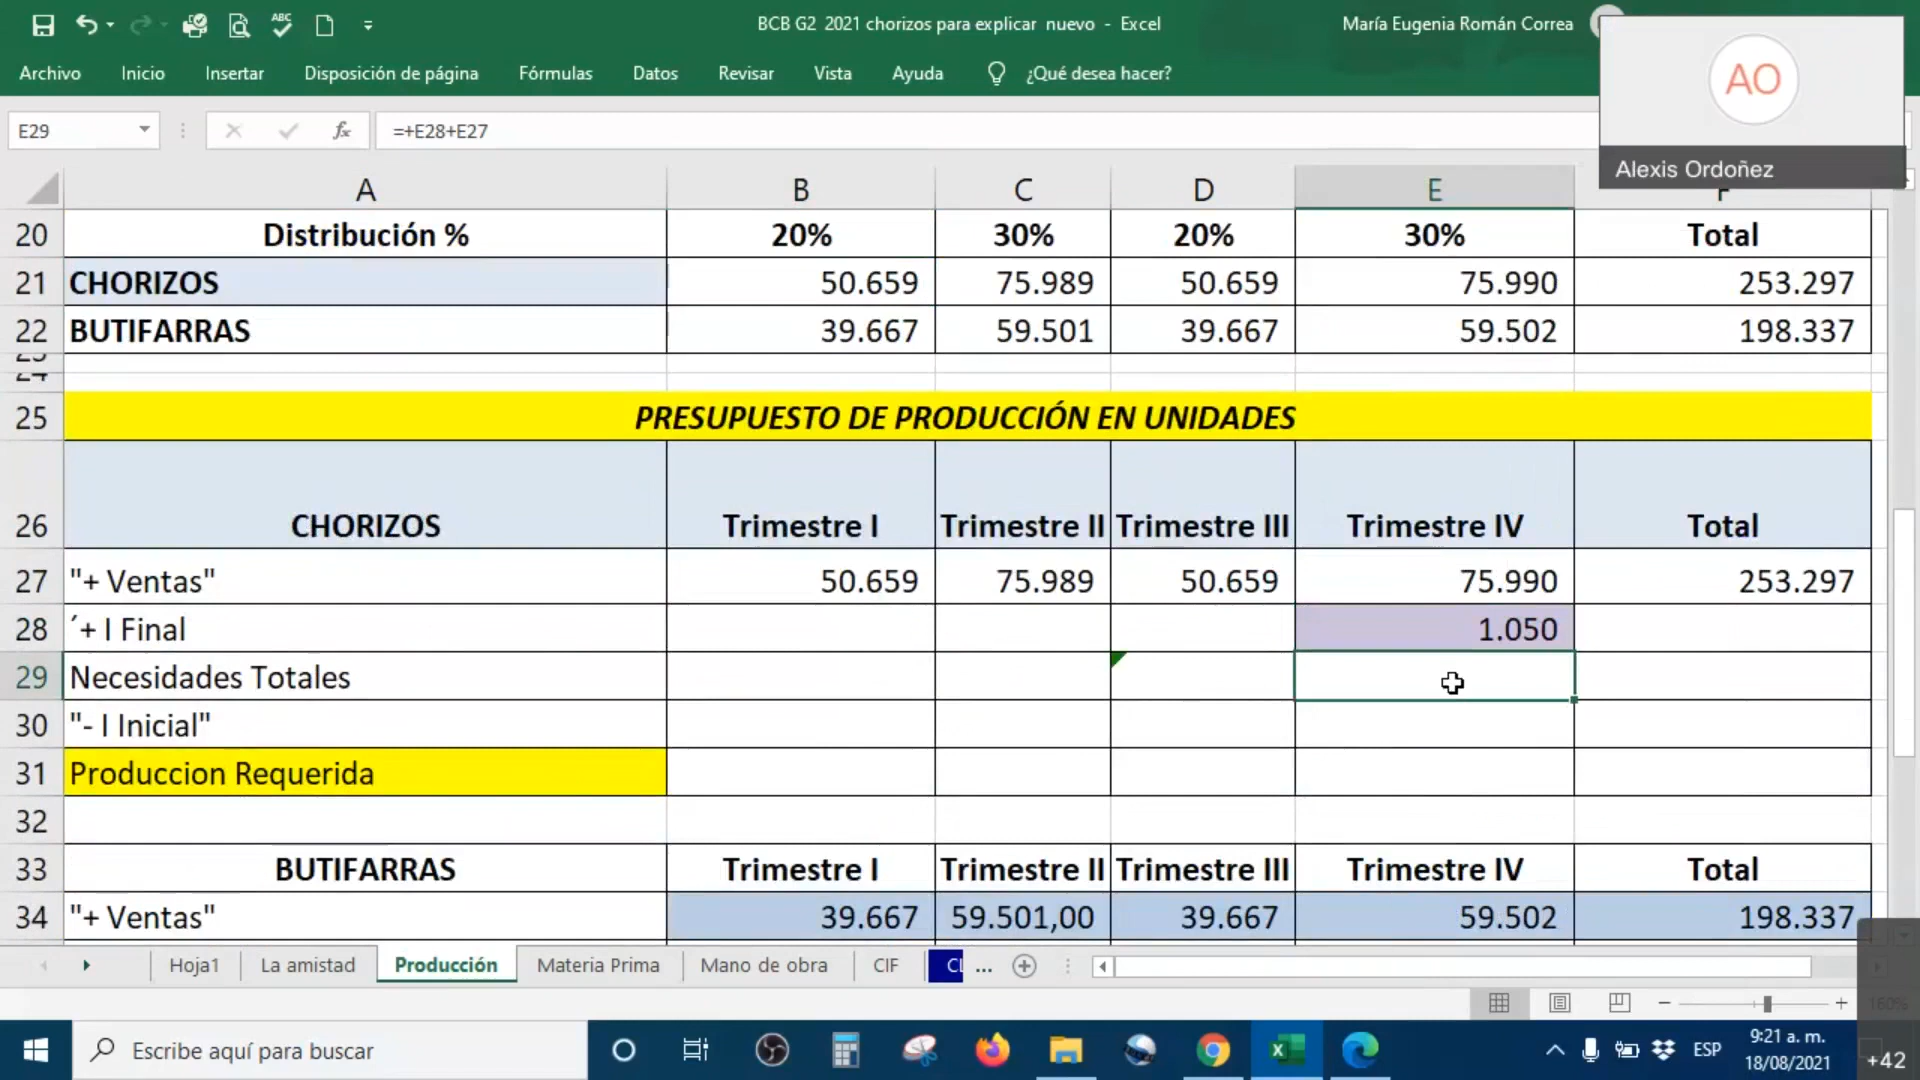 ABC
BCB G2 2021 chorizos para explicar nuevo - Excel
María Eugenia Román Correa
Archivo Inicio Insertar Disposición de página Fórmulas Datos Revisar Vista Ayuda ¿Qué desea hacer?
AO
Alexis Ordoñez
E29 fx =+E28+E27
A B C D E F
20 Distribución % 20% 30% 20% 30% Total
21 CHORIZOS 50.659 75.989 50.659 75.990 253.297
22 BUTIFARRAS 39.667 59.501 39.667 59.502 198.337
23
24
25 PRESUPUESTO DE PRODUCCIÓN EN UNIDADES
26 CHORIZOS Trimestre I Trimestre II Trimestre III Trimestre IV Total
27 "+ Ventas" 50.659 75.989 50.659 75.990 253.297
28 ´+ I Final 1.050
29 Necesidades Totales
30 "- I Inicial"
31 Produccion Requerida
32
33 BUTIFARRAS Trimestre I Trimestre II Trimestre III Trimestre IV Total
34 "+ Ventas" 39.667 59.501,00 39.667 59.502 198.337
Hoja1 La amistad Producción Materia Prima Mano de obra CIF CL ...
160%
Escribe aquí para buscar
ESP
9:21 a. m.
18/08/2021
+42